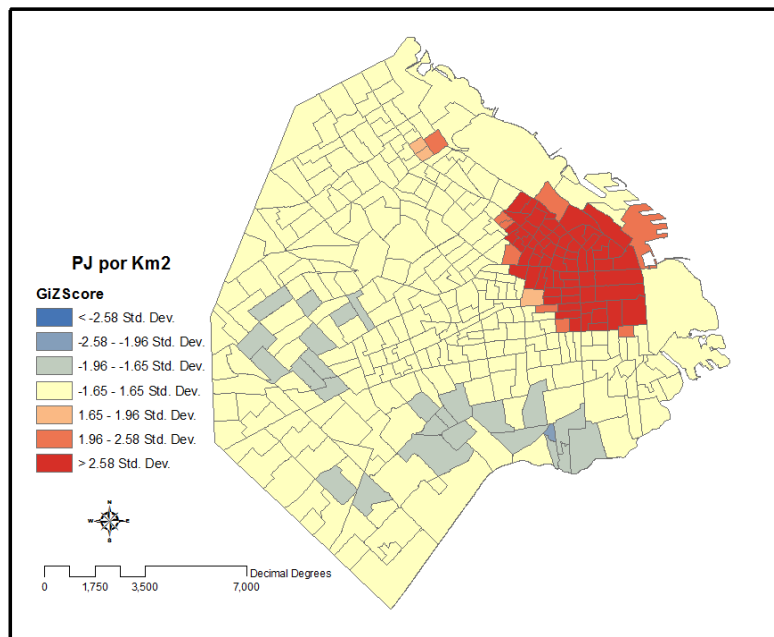 PJ por Km2
GiZScore
< -2.58 Std. Dev.
-2.58 - -1.96 Std. Dev.
-1.96 - -1.65 Std. Dev.
-1.65 - 1.65 Std. Dev.
1.65 - 1.96 Std. Dev.
1.96 - 2.58 Std. Dev.
> 2.58 Std. Dev.
N
W E
S
Decimal Degrees
0 1,750 3,500 7,000